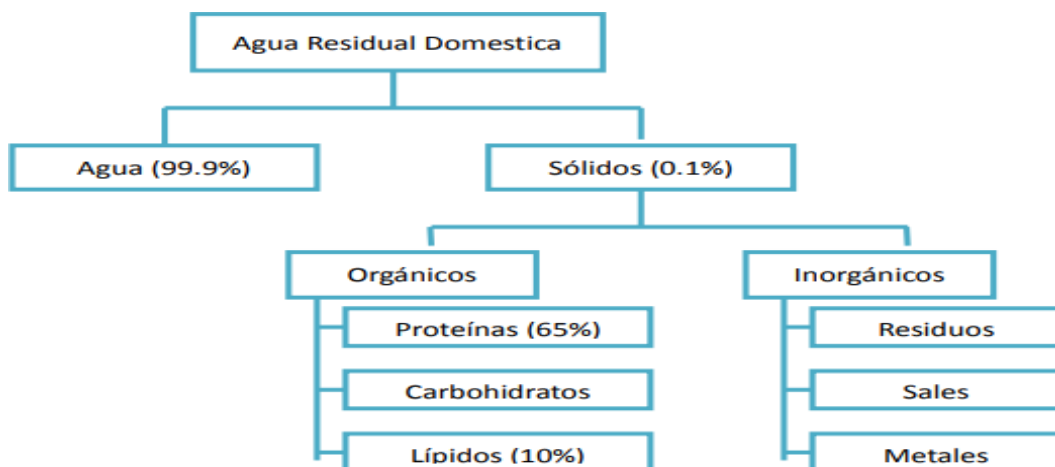 Agua Residual Domestica
Agua (99.9%)
Sólidos (0.1%)
Orgánicos
Inorgánicos
Proteínas (65%)
Residuos
Carbohidratos
Sales
Lípidos (10%)
Metales